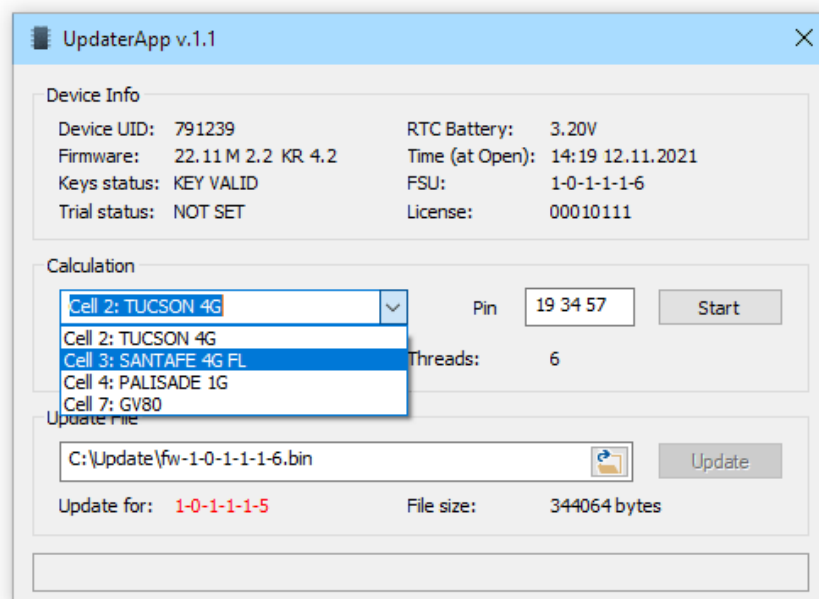 UpdaterApp v.1.1
Device Info
Device UID: 791239 RTC Battery: 3.20V
Firmware: 22.11 M 2.2 KR 4.2 Time (at Open): 14:19 12.11.2021
Keys status: KEY VALID FSU: 1-0-1-1-1-6
Trial status: NOT SET License: 00010111
Calculation
Cell 2: TUCSON 4G Pin 19 34 57 Start
Cell 2: TUCSON 4G
Cell 3: SANTAFE 4G FL Threads: 6
Cell 4: PALISADE 1G
Cell 7: GV80
Update File
C:\Update\fw-1-0-1-1-1-6.bin Update
Update for: 1-0-1-1-1-5 File size: 344064 bytes